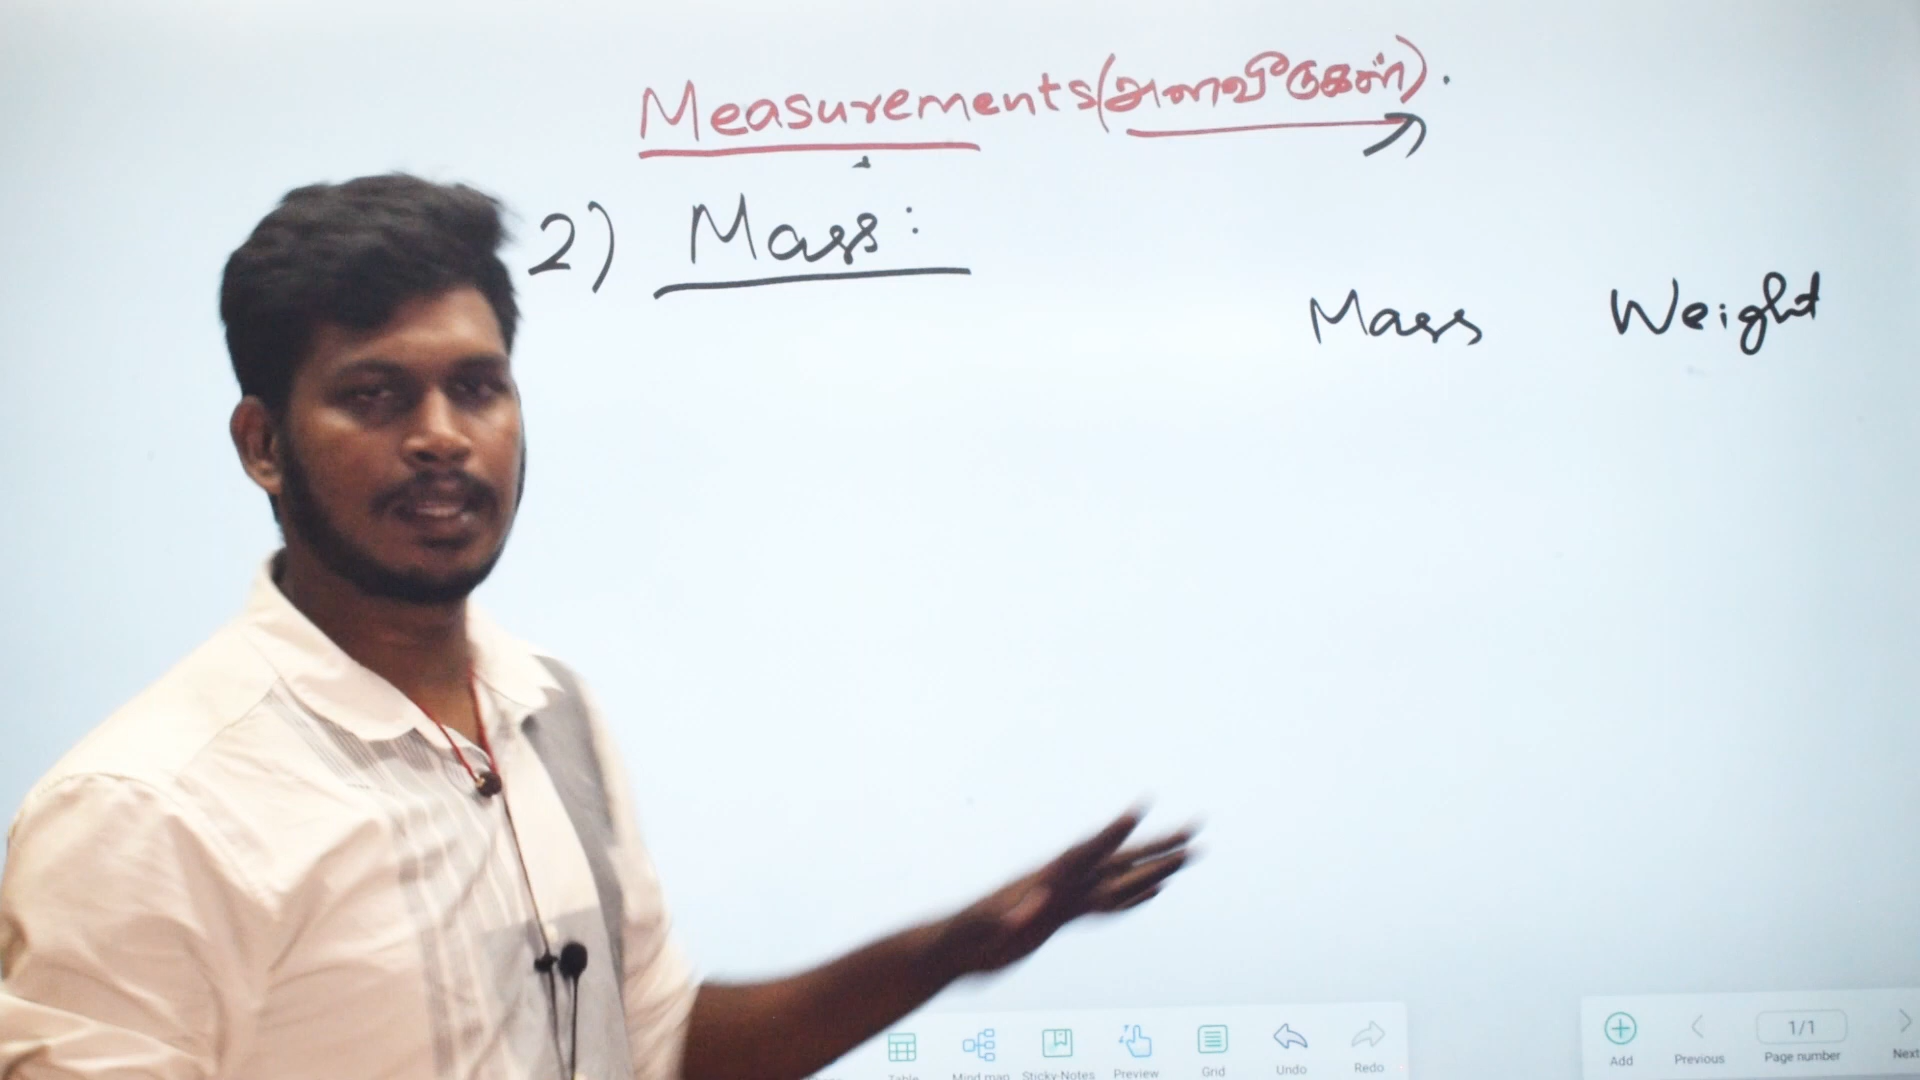 Measurements(அளவீடுகள்).
2) Mass:
Mass Weight
Table Mind map Sticky-Notes Preview Grid Undo Redo
Add Previous 1/1 Page number Next